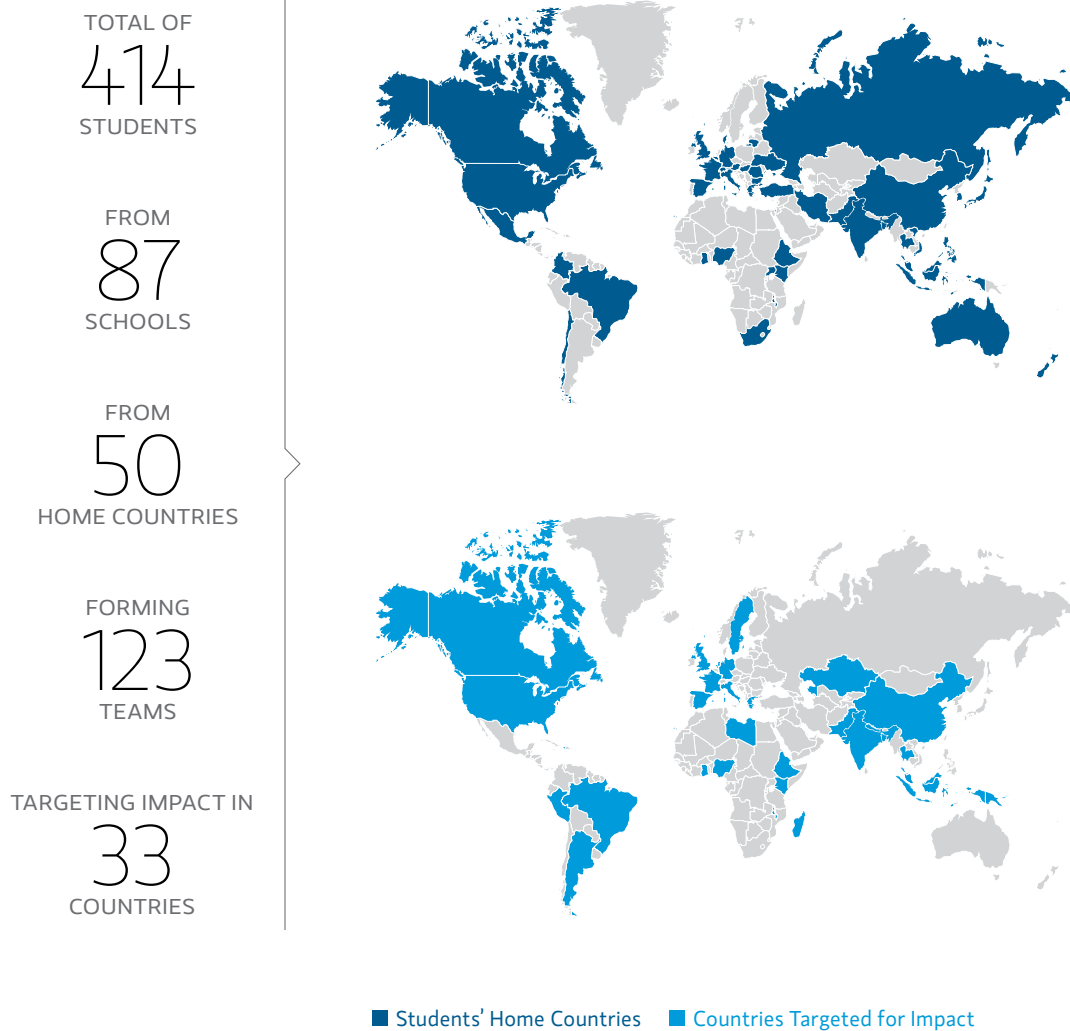 TOTAL OF
414
STUDENTS
FROM
87
SCHOOLS
FROM
50
HOME COUNTRIES
FORMING
123
TEAMS
TARGETING IMPACT IN
33
COUNTRIES
Students’ Home Countries
Countries Targeted for Impact